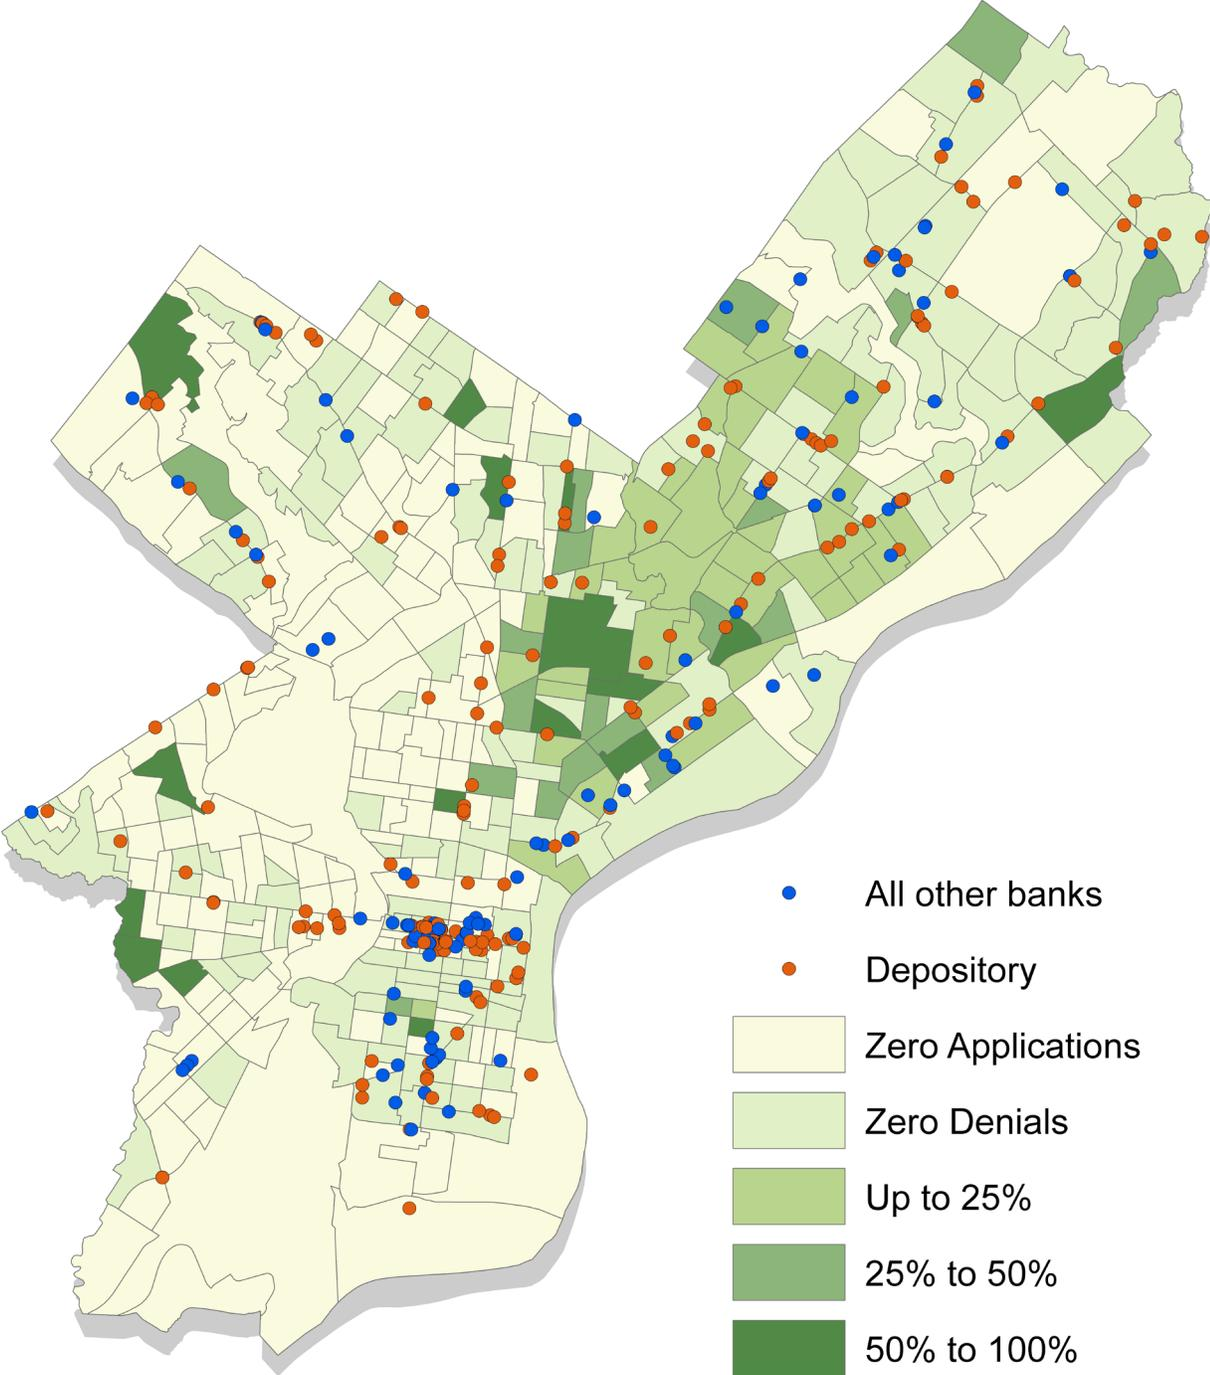 All other banks
Depository
Zero Applications
Zero Denials
Up to 25%
25% to 50%
50% to 100%